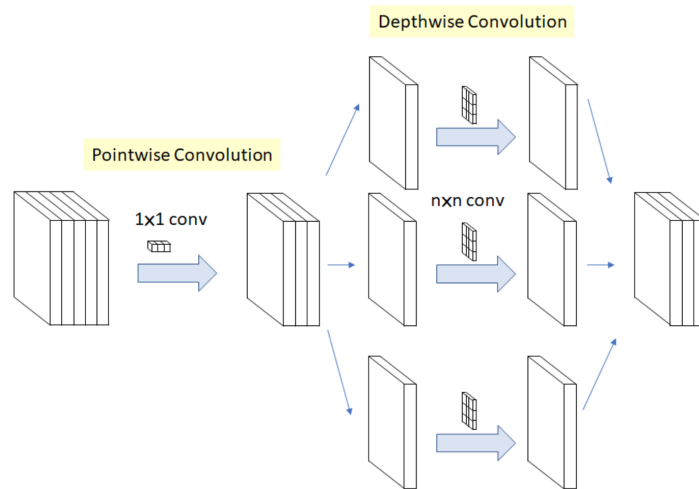 Depthwise Convolution
Pointwise Convolution
1x1 conv
nxn conv